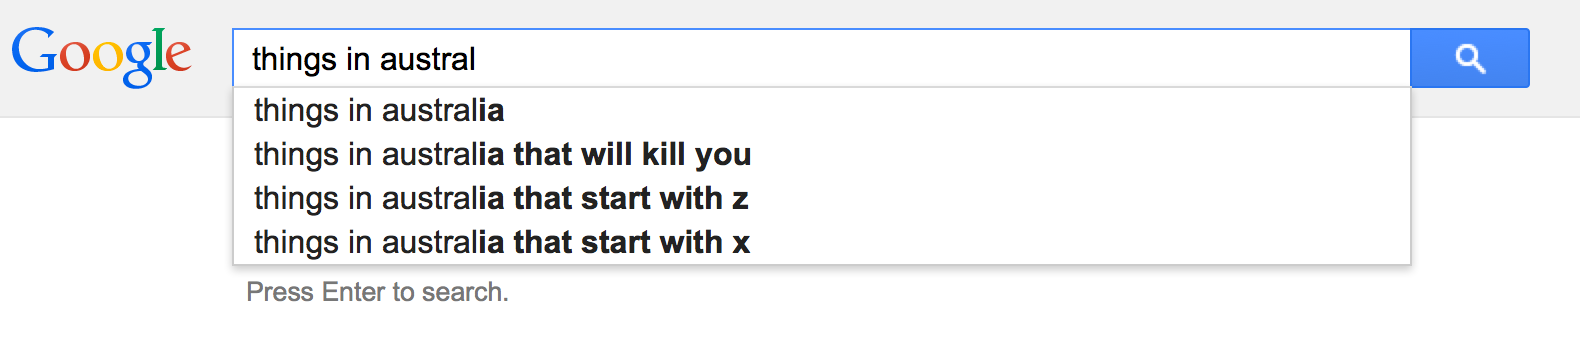 Google
things in austral
things in australia
things in australia that will kill you
things in australia that start with z
things in australia that start with x
Press Enter to search.